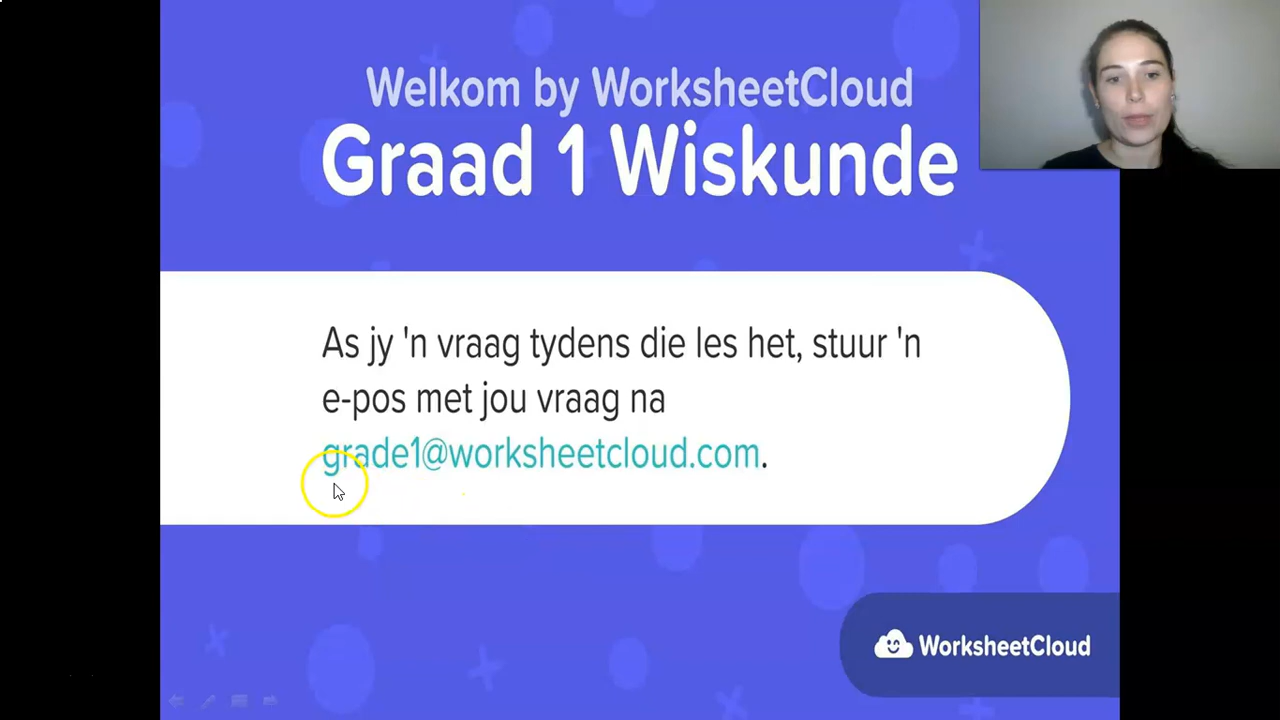 Welkom by WorksheetCloud
Graad 1 Wiskunde
As jy 'n vraag tydens die les het, stuur 'n
e-pos met jou vraag na
grade1@worksheetcloud.com.
WorksheetCloud